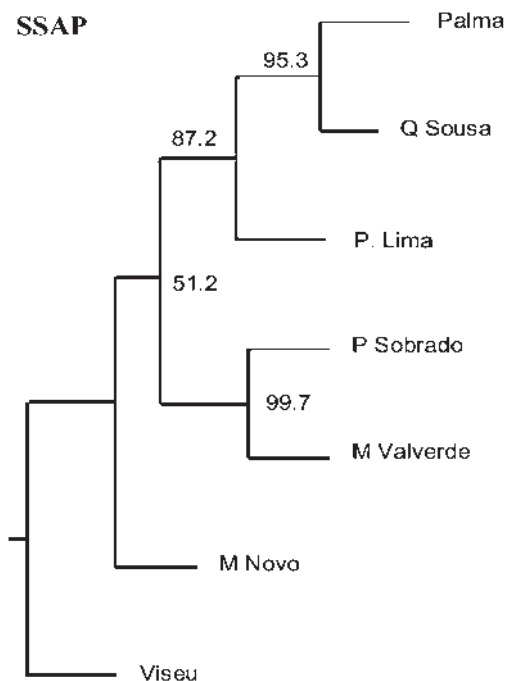 SSAP
Palma
95.3
Q Sousa
87.2
P. Lima
51.2
P Sobrado
99.7
M Valverde
M Novo
Viseu